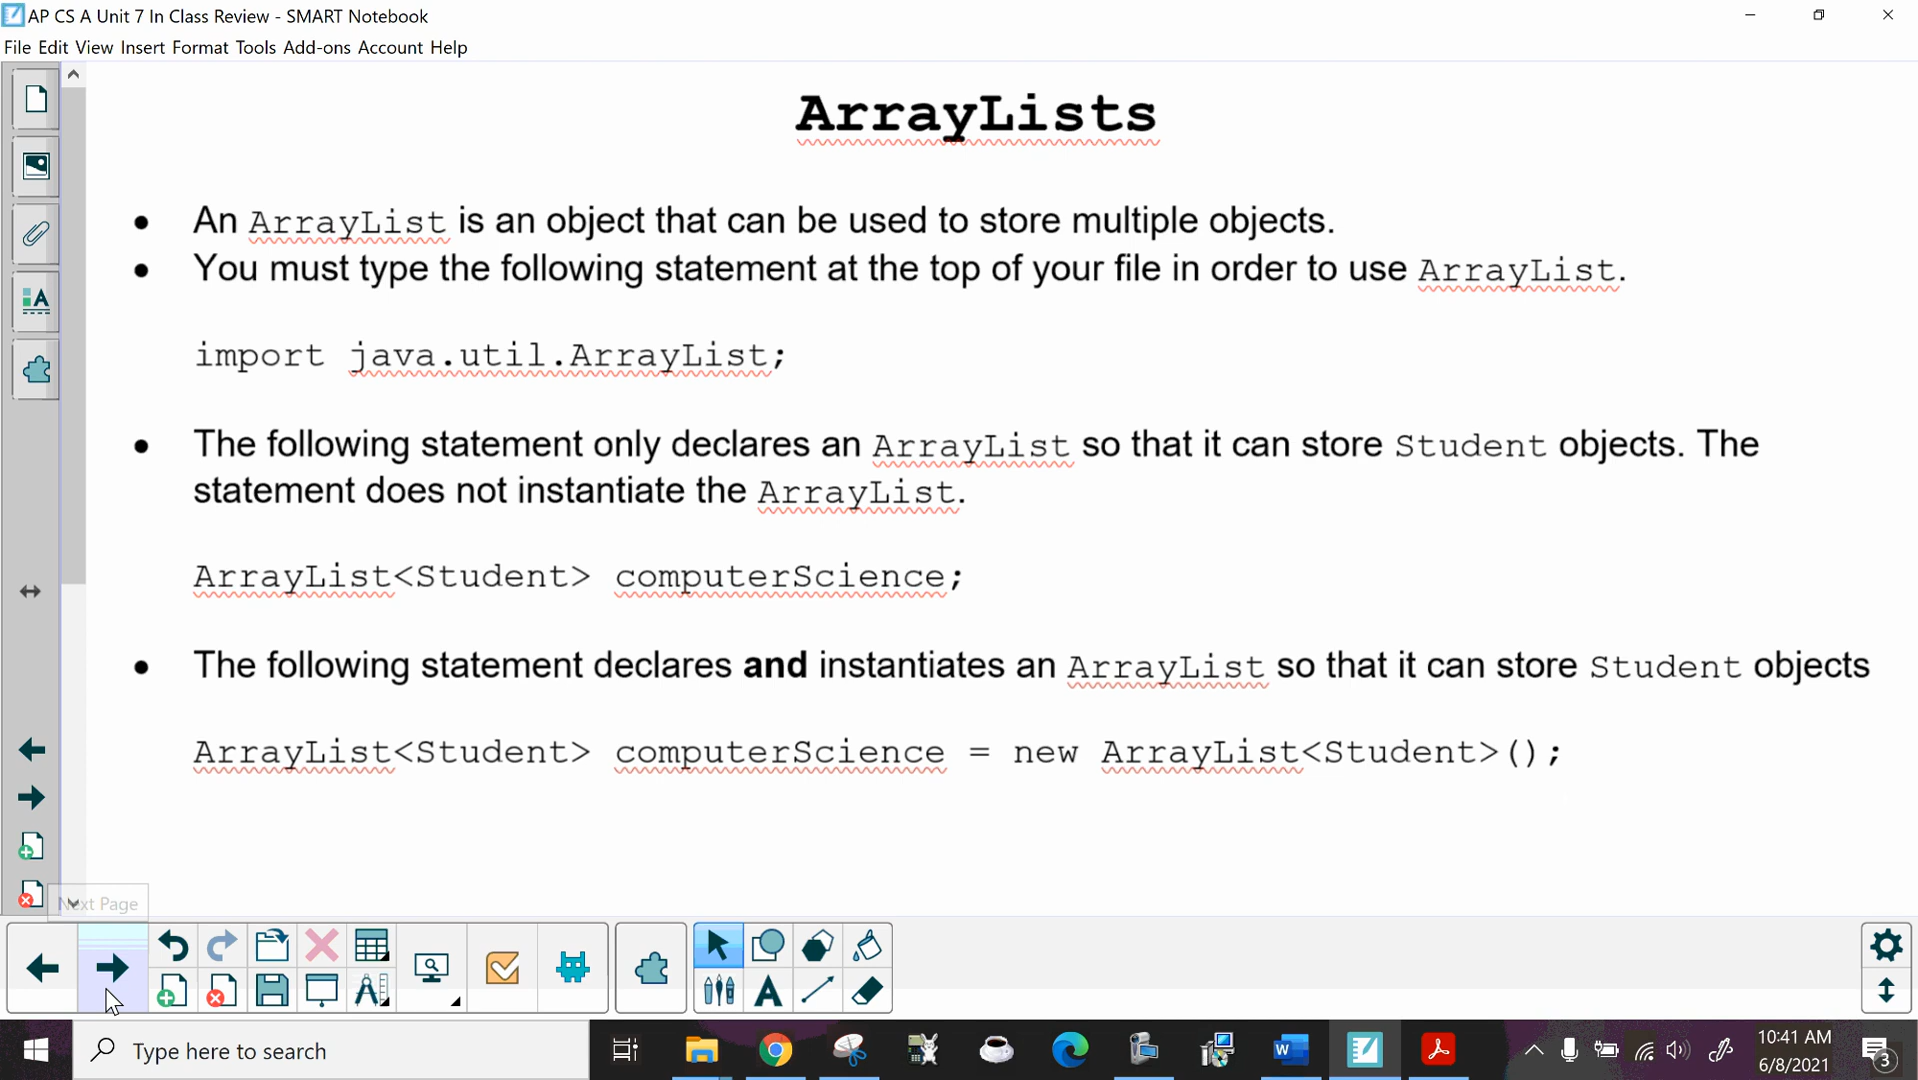 AP CS A Unit 7 In Class Review - SMART Notebook
File Edit View Insert Format Tools Add-ons Account Help
ArrayLists
• An ArrayList is an object that can be used to store multiple objects.
• You must type the following statement at the top of your file in order to use ArrayList.
import java.util.ArrayList;
• The following statement only declares an ArrayList so that it can store Student objects. The
statement does not instantiate the ArrayList.
ArrayList<Student> computerScience;
• The following statement declares and instantiates an ArrayList so that it can store Student objects
ArrayList<Student> computerScience = new ArrayList<Student>();
Next Page
Type here to search
10:41 AM
6/8/2021
3